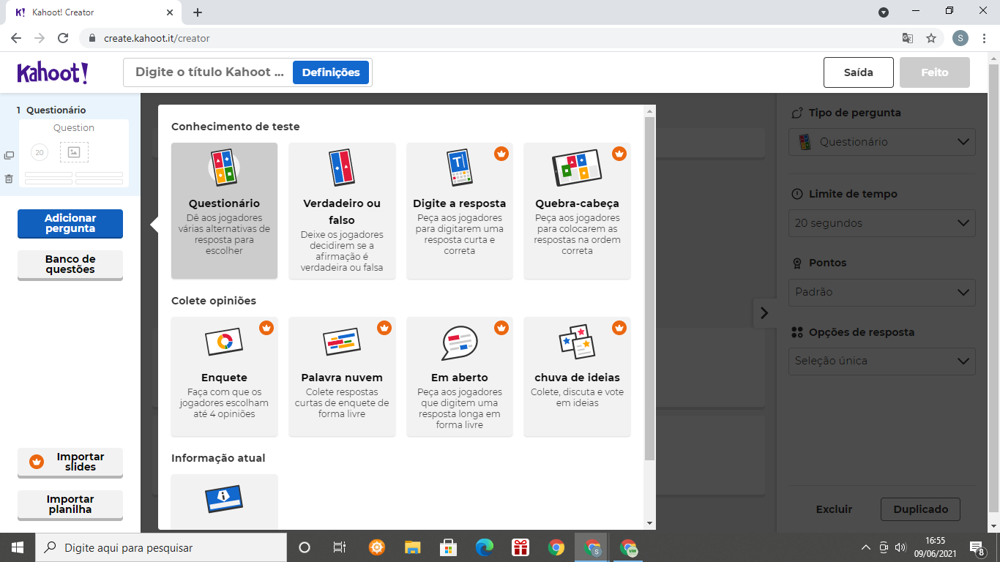 Kahoot! Creator
create.kahoot.it/creator
S
Kahoot!
Digite o título Kahoot ...
Definições
Saída
Feito
1 Questionário
Question
20
Adicionar
pergunta
Banco de
questões
Importar
slides
Importar
planilha
Conhecimento de teste
Questionário
Dê aos jogadores
várias alternativas de
resposta para
escolher
Verdadeiro ou
falso
Deixe os jogadores
decidirem se a
afirmação é
verdadeira ou falsa
Digite a resposta
Peça aos jogadores
para digitarem uma
resposta curta e
correta
Quebra-cabeça
Peça aos jogadores
para colocarem as
respostas na ordem
correta
Colete opiniões
Enquete
Faça com que os
jogadores escolham
até 4 opiniões
Palavra nuvem
Colete respostas
curtas de enquete de
forma livre
Em aberto
Peça aos jogadores
que digitem uma
resposta longa em
forma livre
chuva de ideias
Colete, discuta e vote
em ideias
Informação atual
Tipo de pergunta
Questionário
Limite de tempo
20 segundos
Pontos
Padrão
Opções de resposta
Seleção única
Excluir
Duplicado
Digite aqui para pesquisar
16:55
09/06/2021
8